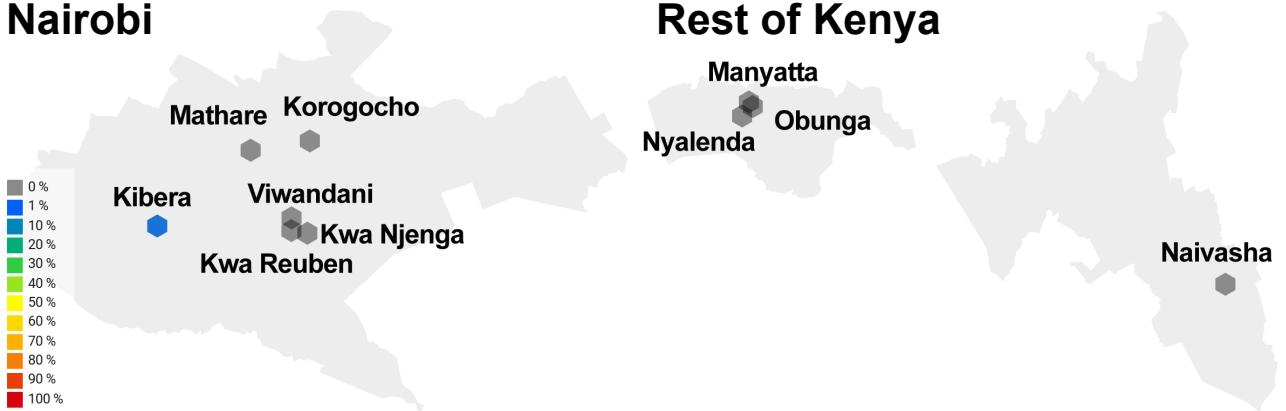 Nairobi
Rest of Kenya
Manyatta
Korogocho
Mathare
Obunga
Nyalenda
Viwandani
Kibera
Kwa Njenga
Naivasha
Kwa Reuben
0 %
1 %
10 %
20 %
30 %
40 %
50 %
60 %
70 %
80 %
90 %
100 %